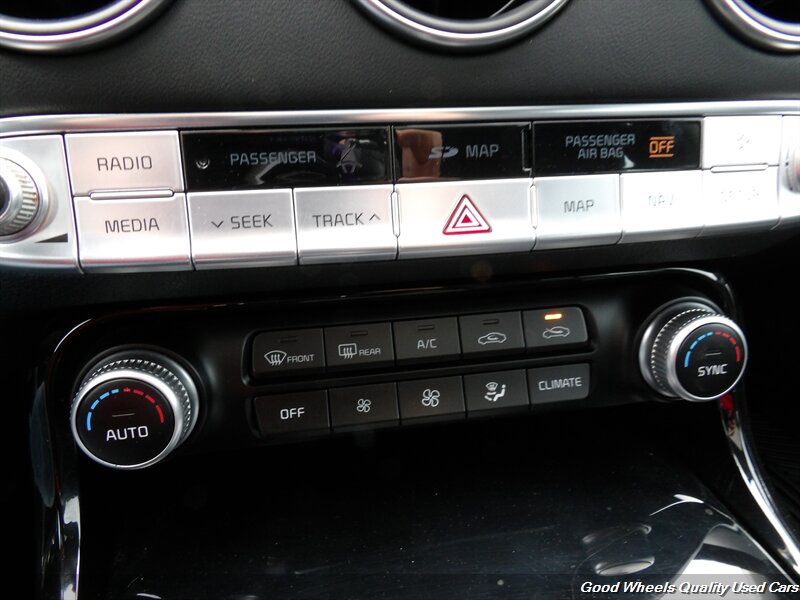 RADIO
PASSENGER
MAP
PASSENGER
AIR BAG OFF
MEDIA
SEEK
TRACK
MAP
NAV
FRONT
REAR
A/C
OFF
CLIMATE
AUTO
SYNC
Good Wheels Quality Used Cars